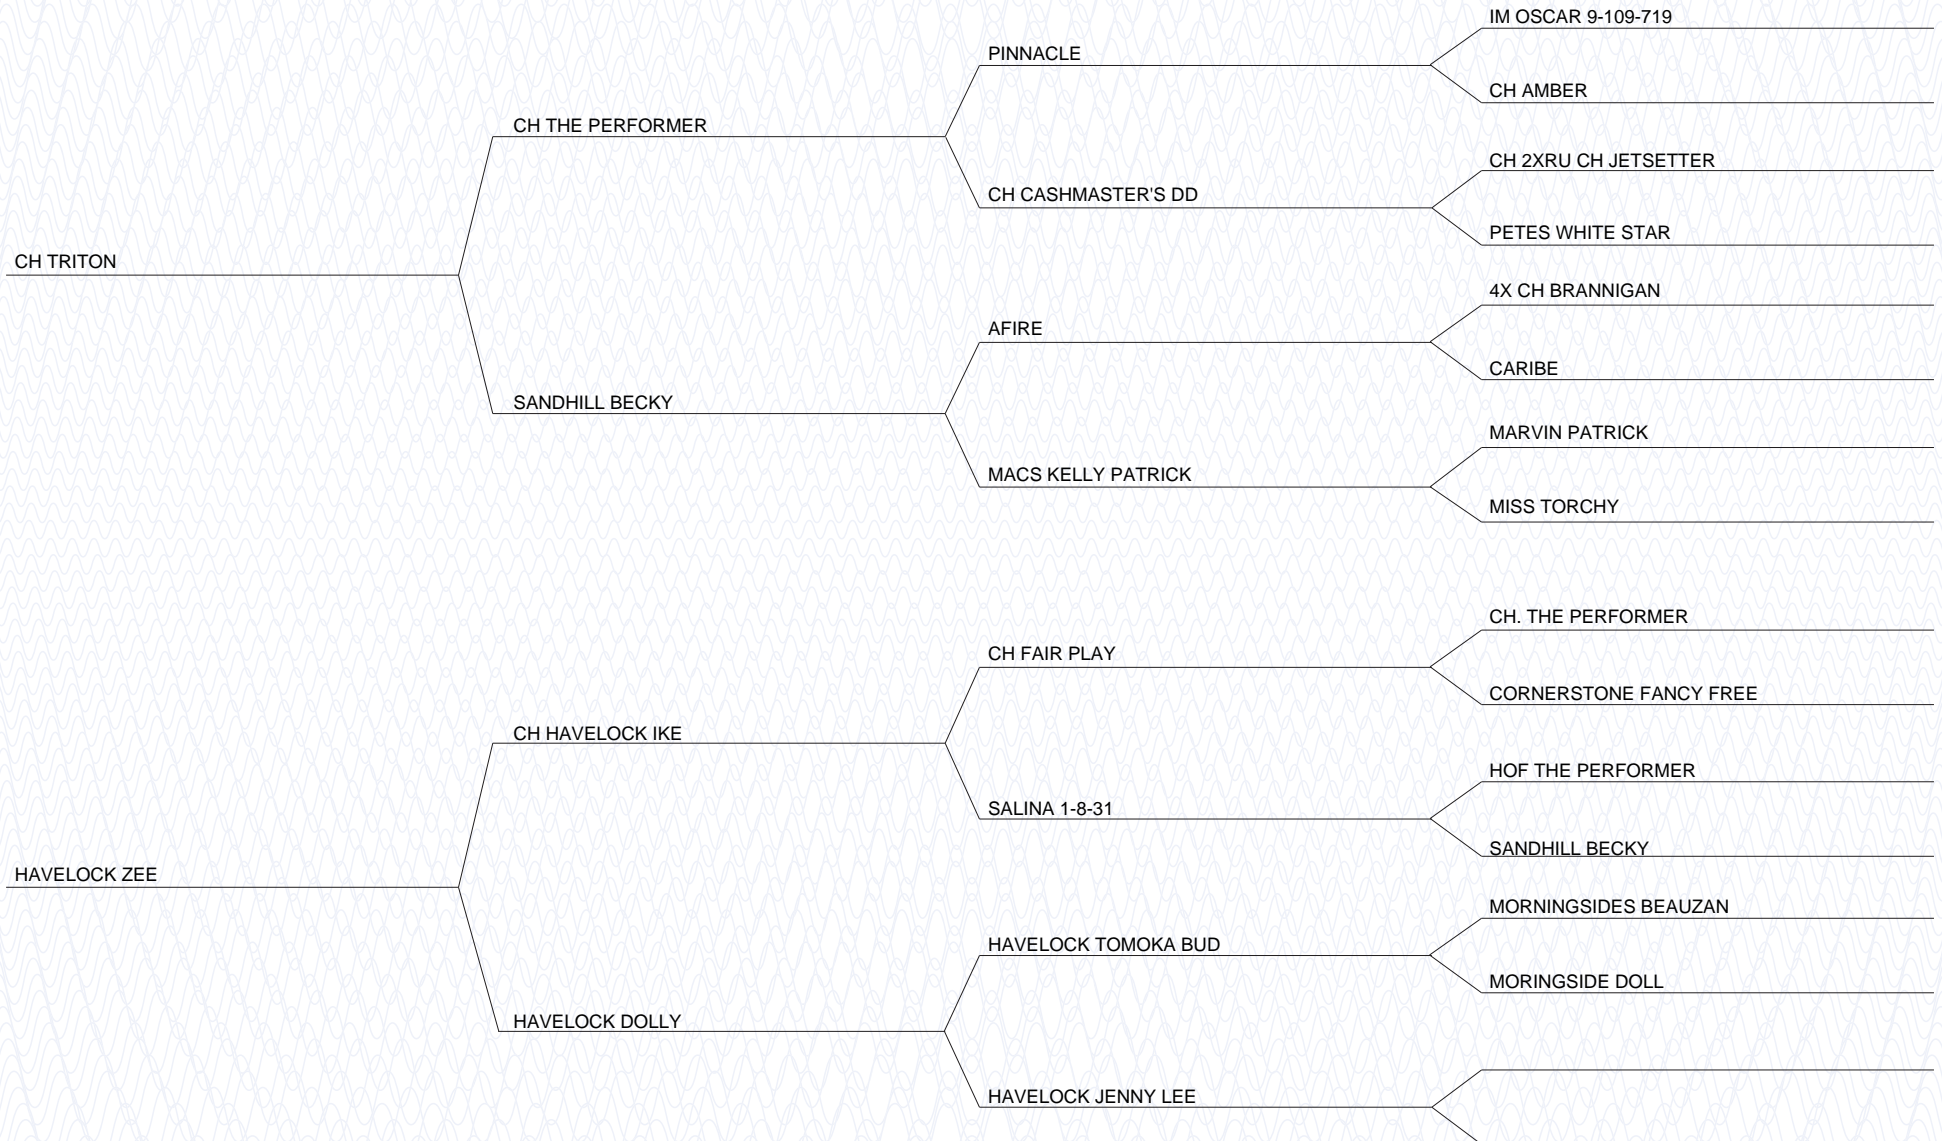 IM OSCAR 9-109-719
PINNACLE
CH AMBER
CH THE PERFORMER
CH 2XRU CH JETSETTER
CH CASHMASTER'S DD
PETES WHITE STAR
CH TRITON
4X CH BRANNIGAN
AFIRE
CARIBE
SANDHILL BECKY
MARVIN PATRICK
MACS KELLY PATRICK
MISS TORCHY
CH. THE PERFORMER
CH FAIR PLAY
CORNERSTONE FANCY FREE
CH HAVELOCK IKE
HOF THE PERFORMER
SALINA 1-8-31
SANDHILL BECKY
HAVELOCK ZEE
MORNINGSIDES BEAUZAN
HAVELOCK TOMOKA BUD
MORINGSIDE DOLL
HAVELOCK DOLLY
HAVELOCK JENNY LEE